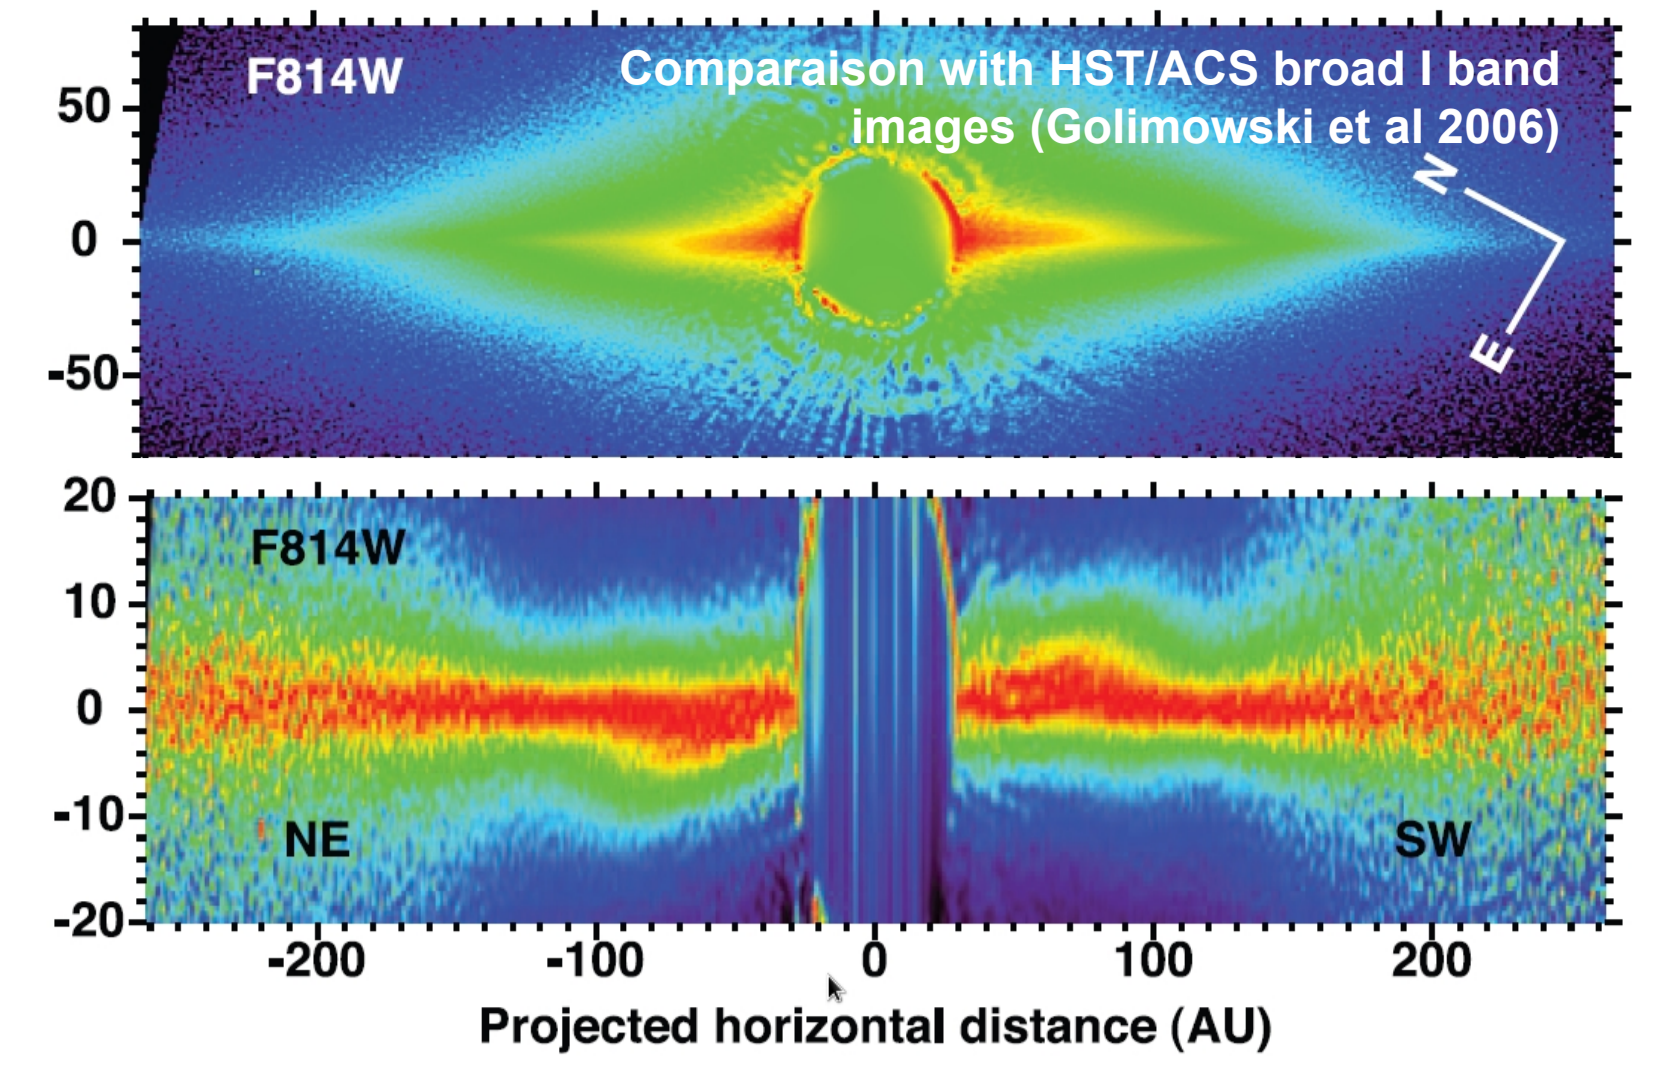 F814W
Comparaison with HST/ACS broad I band
images (Golimowski et al 2006)
N
E
50
0
-50
F814W
20
10
0
-10
-20
NE
SW
-200 -100 0 100 200
Projected horizontal distance (AU)